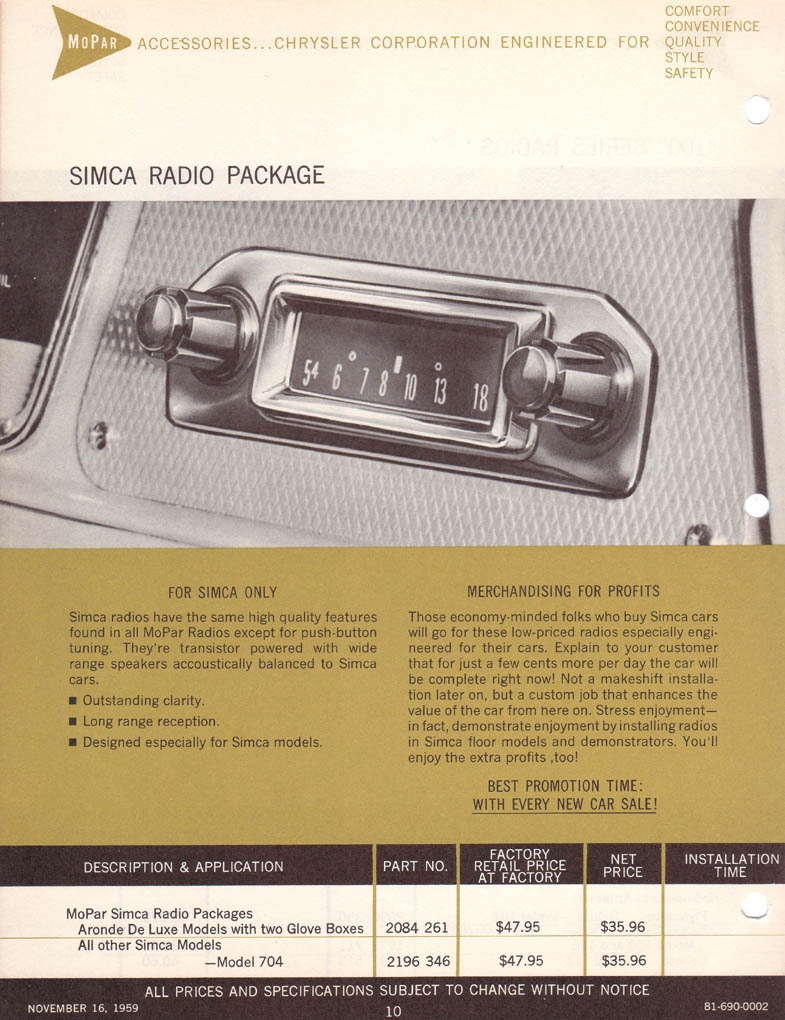 MOPAR
ACCESSORIES...CHRYSLER CORPORATION ENGINEERED FOR
COMFORT
CONVENIENCE
QUALITY
STYLE
SAFETY
SIMCA RADIO PACKAGE
54 6 7 8 10 13 18
FOR SIMCA ONLY
Simca radios have the same high quality features
found in all MoPar Radios except for push-button
tuning. They're transistor powered with wide
range speakers accoustically balanced to Simca
cars.
■ Outstanding clarity.
■ Long range reception.
■ Designed especially for Simca models.
MERCHANDISING FOR PROFITS
Those economy-minded folks who buy Simca cars
will go for these low-priced radios especially engi-
neered for their cars. Explain to your customer
that for just a few cents more per day the car will
be complete right now! Not a makeshift installa-
tion later on, but a custom job that enhances the
value of the car from here on. Stress enjoyment—
in fact, demonstrate enjoyment by installing radios
in Simca floor models and demonstrators. You'll
enjoy the extra profits ,too!
BEST PROMOTION TIME:
WITH EVERY NEW CAR SALE!
DESCRIPTION & APPLICATION
PART NO.
FACTORY
RETAIL PRICE
AT FACTORY
NET
PRICE
INSTALLATION
TIME
MoPar Simca Radio Packages
Aronde De Luxe Models with two Glove Boxes 2084 261 $47.95 $35.96
All other Simca Models
—Model 704 2196 346 $47.95 $35.96
ALL PRICES AND SPECIFICATIONS SUBJECT TO CHANGE WITHOUT NOTICE
NOVEMBER 16, 1959
10
81-690-0002